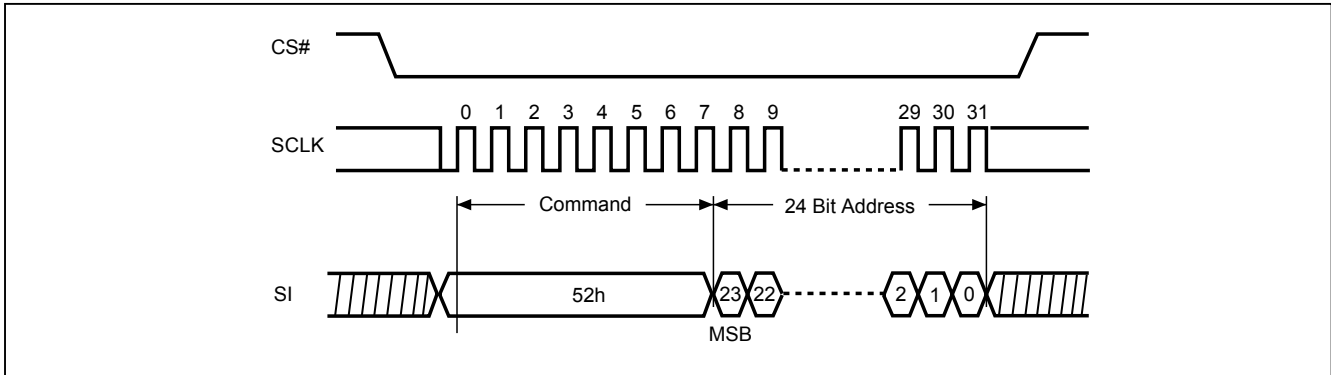 CS#
0 1 2 3 4 5 6 7 8 9 29 30 31
SCLK
Command 24 Bit Address
SI 52h 23 22 2 1 0
MSB